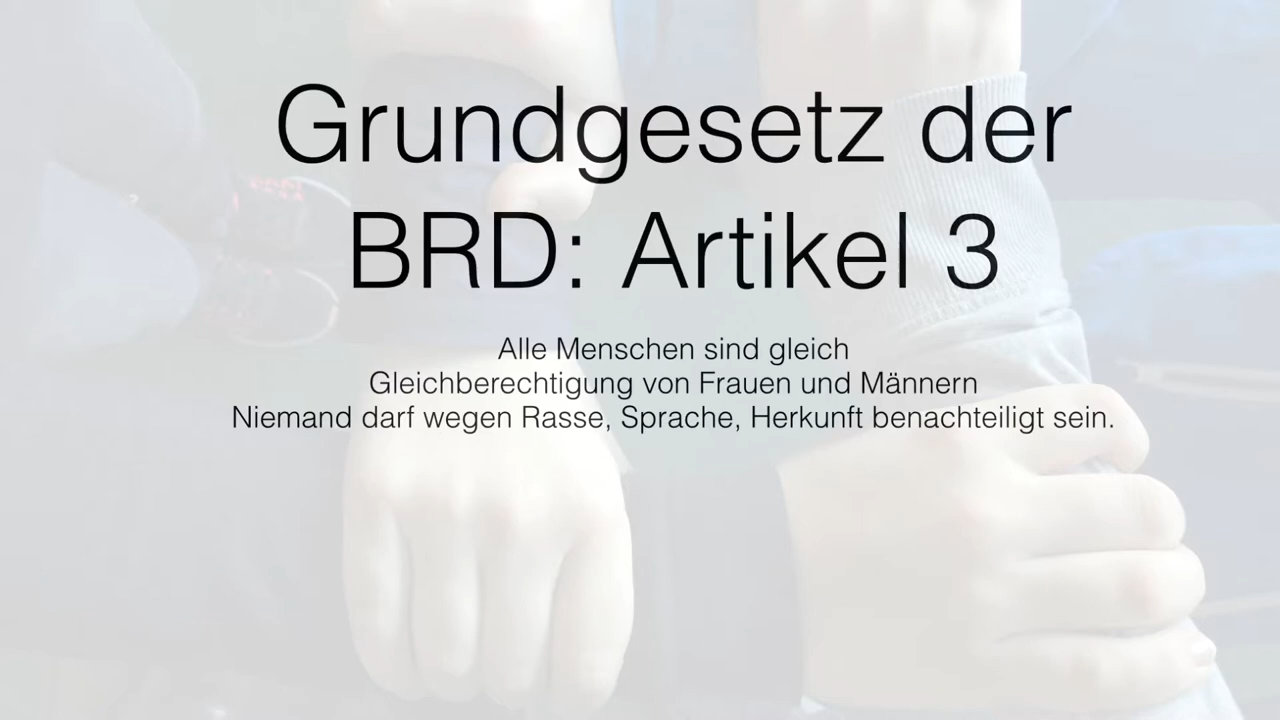 Grundgesetz der
BRD: Artikel 3
Alle Menschen sind gleich
Gleichberechtigung von Frauen und Männern
Niemand darf wegen Rasse, Sprache, Herkunft benachteiligt sein.